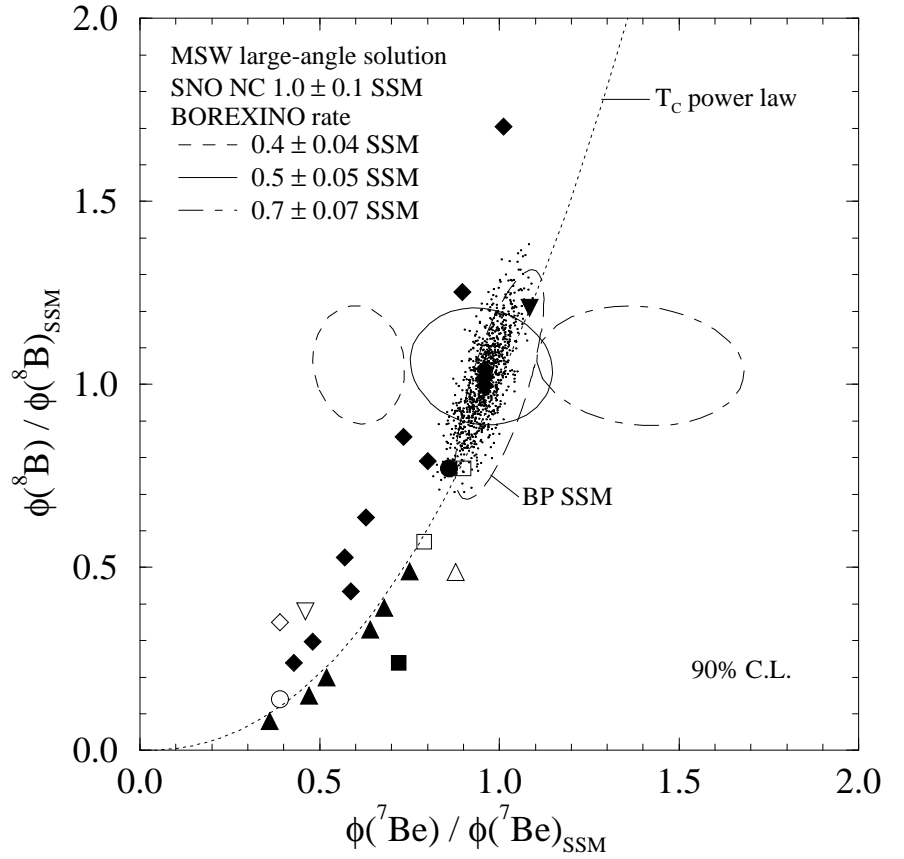 MSW large-angle solution
SNO NC 1.0 ± 0.1 SSM
BOREXINO rate
0.4 ± 0.04 SSM
0.5 ± 0.05 SSM
0.7 ± 0.07 SSM
T_C power law
BP SSM
90% C.L.
2.0
1.5
1.0
0.5
0.0
ϕ(⁸B) / ϕ(⁸B)_SSM
0.0 0.5 1.0 1.5 2.0
ϕ(⁷Be) / ϕ(⁷Be)_SSM